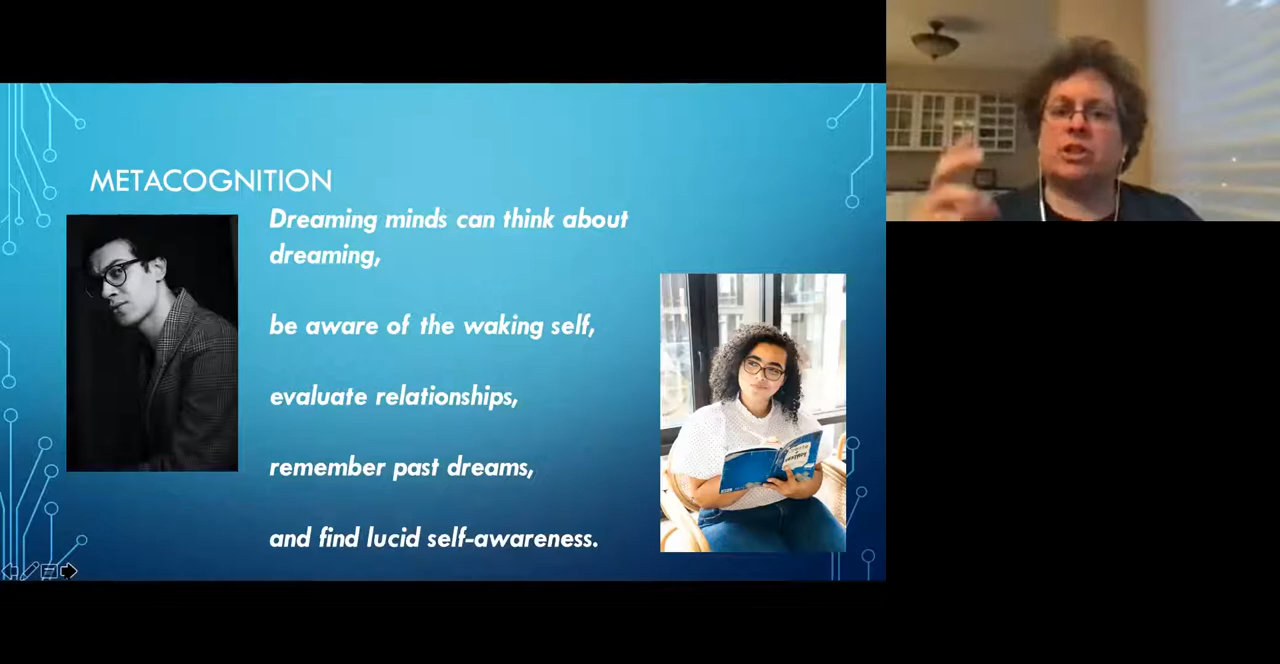 METACOGNITION
Dreaming minds can think about
dreaming,
be aware of the waking self,
evaluate relationships,
remember past dreams,
and find lucid self-awareness.